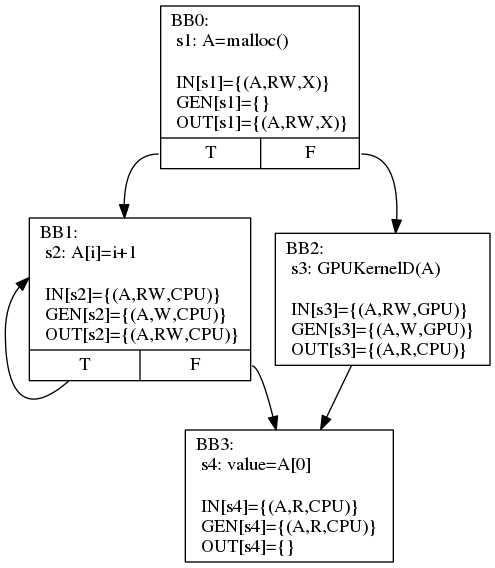 BB0:
s1: A=malloc()
IN[s1]={(A,RW,X)}
GEN[s1]={}
OUT[s1]={(A,RW,X)}
T F
BB1:
s2: A[i]=i+1
IN[s2]={(A,RW,CPU)}
GEN[s2]={(A,W,CPU)}
OUT[s2]={(A,RW,CPU)}
T F
BB2:
s3: GPUKernelD(A)
IN[s3]={(A,RW,GPU)}
GEN[s3]={(A,W,GPU)}
OUT[s3]={(A,R,CPU)}
BB3:
s4: value=A[0]
IN[s4]={(A,R,CPU)}
GEN[s4]={(A,R,CPU)}
OUT[s4]={}